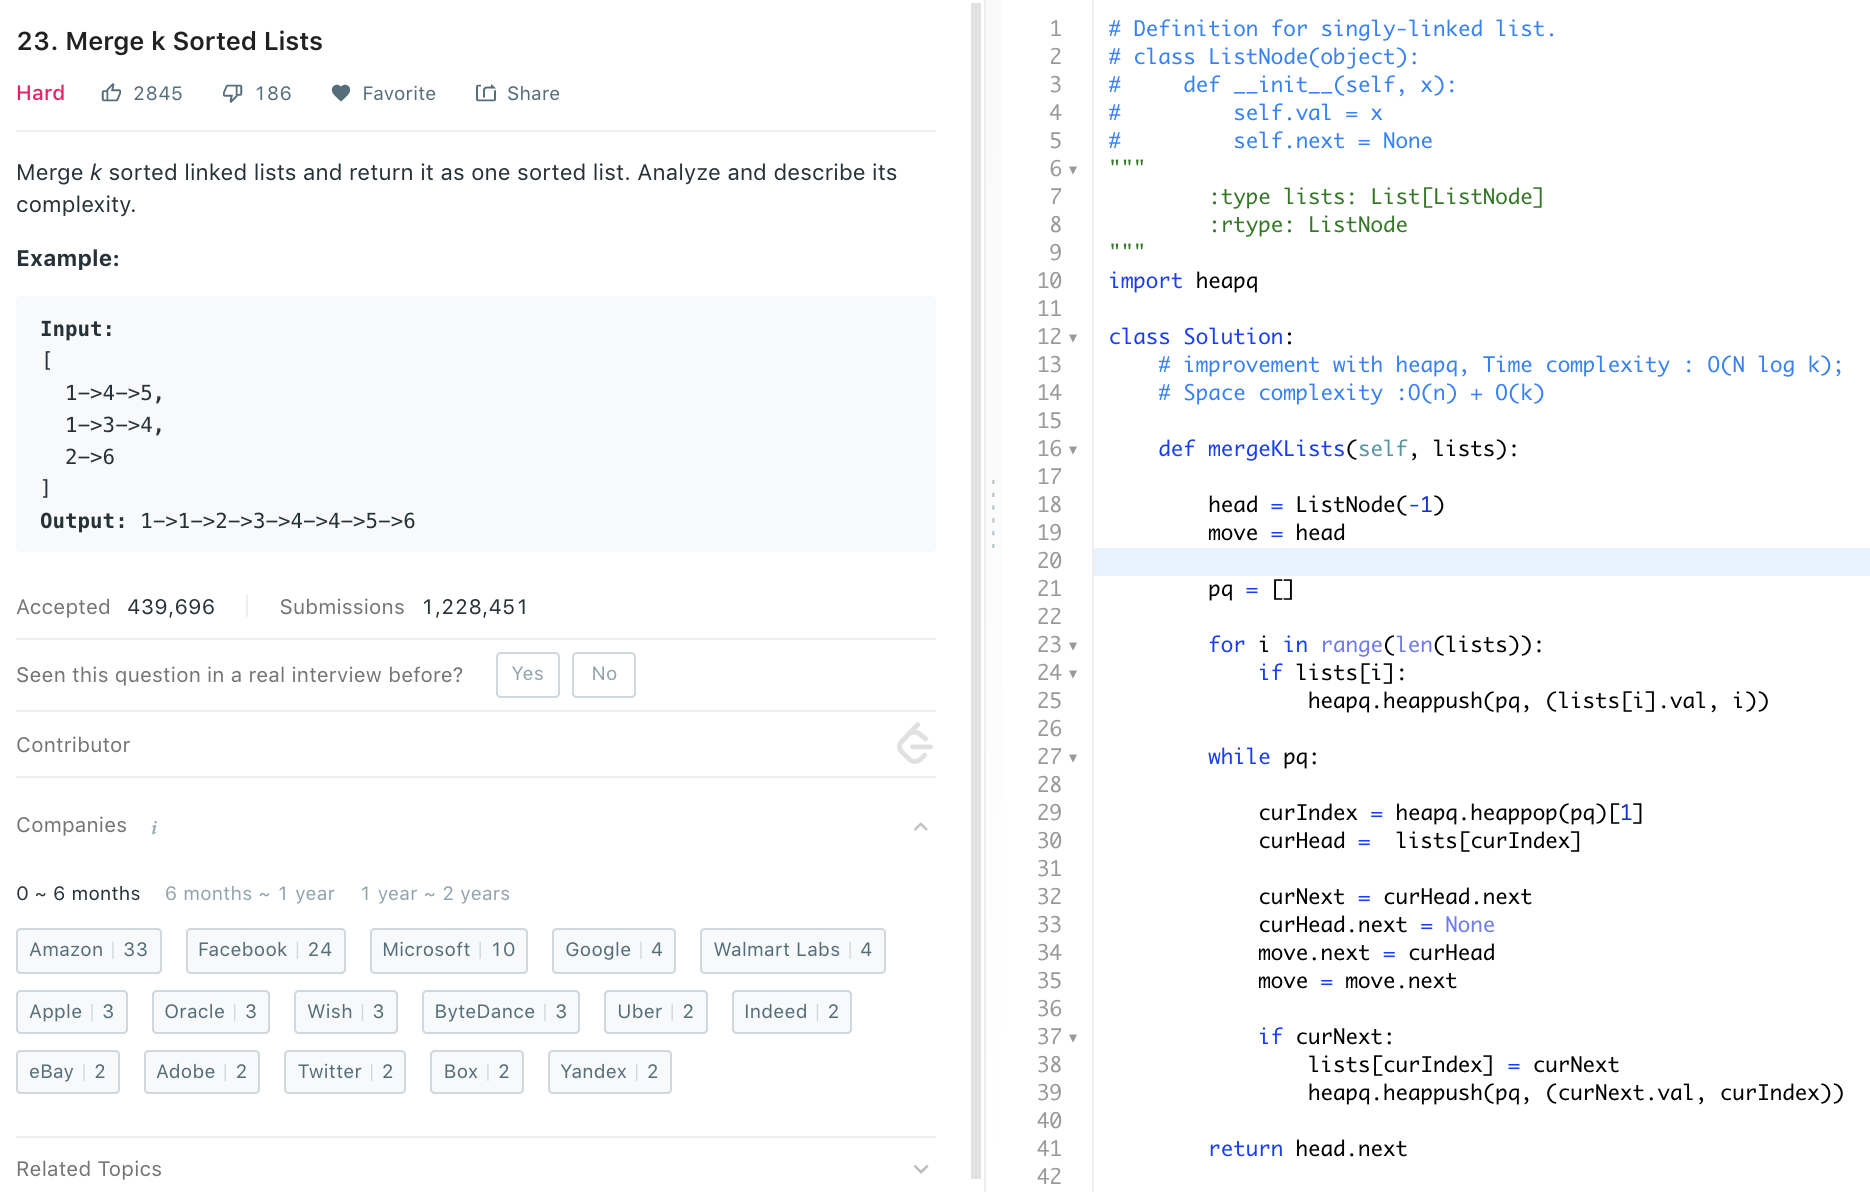 23. Merge k Sorted Lists
Hard 2845 186 Favorite Share
Merge k sorted linked lists and return it as one sorted list. Analyze and describe its
complexity.
Example:
Input:
[
  1->4->5,
  1->3->4,
  2->6
]
Output: 1->1->2->3->4->4->5->6
Accepted 439,696 Submissions 1,228,451
Seen this question in a real interview before? Yes No
Contributor
Companies i
0 ~ 6 months 6 months ~ 1 year 1 year ~ 2 years
Amazon | 33 Facebook | 24 Microsoft | 10 Google | 4 Walmart Labs | 4
Apple | 3 Oracle | 3 Wish | 3 ByteDance | 3 Uber | 2 Indeed | 2
eBay | 2 Adobe | 2 Twitter | 2 Box | 2 Yandex | 2
Related Topics
1 # Definition for singly-linked list.
2 # class ListNode(object):
3 #     def __init__(self, x):
4 #         self.val = x
5 #         self.next = None
6 """
7         :type lists: List[ListNode]
8         :rtype: ListNode
9 """
10 import heapq
11
12 class Solution:
13     # improvement with heapq, Time complexity : O(N log k);
14     # Space complexity :O(n) + O(k)
15
16     def mergeKLists(self, lists):
17
18         head = ListNode(-1)
19         move = head
20
21         pq = []
22
23         for i in range(len(lists)):
24             if lists[i]:
25                 heapq.heappush(pq, (lists[i].val, i))
26
27         while pq:
28
29             curIndex = heapq.heappop(pq)[1]
30             curHead =  lists[curIndex]
31
32             curNext = curHead.next
33             curHead.next = None
34             move.next = curHead
35             move = move.next
36
37             if curNext:
38                 lists[curIndex] = curNext
39                 heapq.heappush(pq, (curNext.val, curIndex))
40
41         return head.next
42